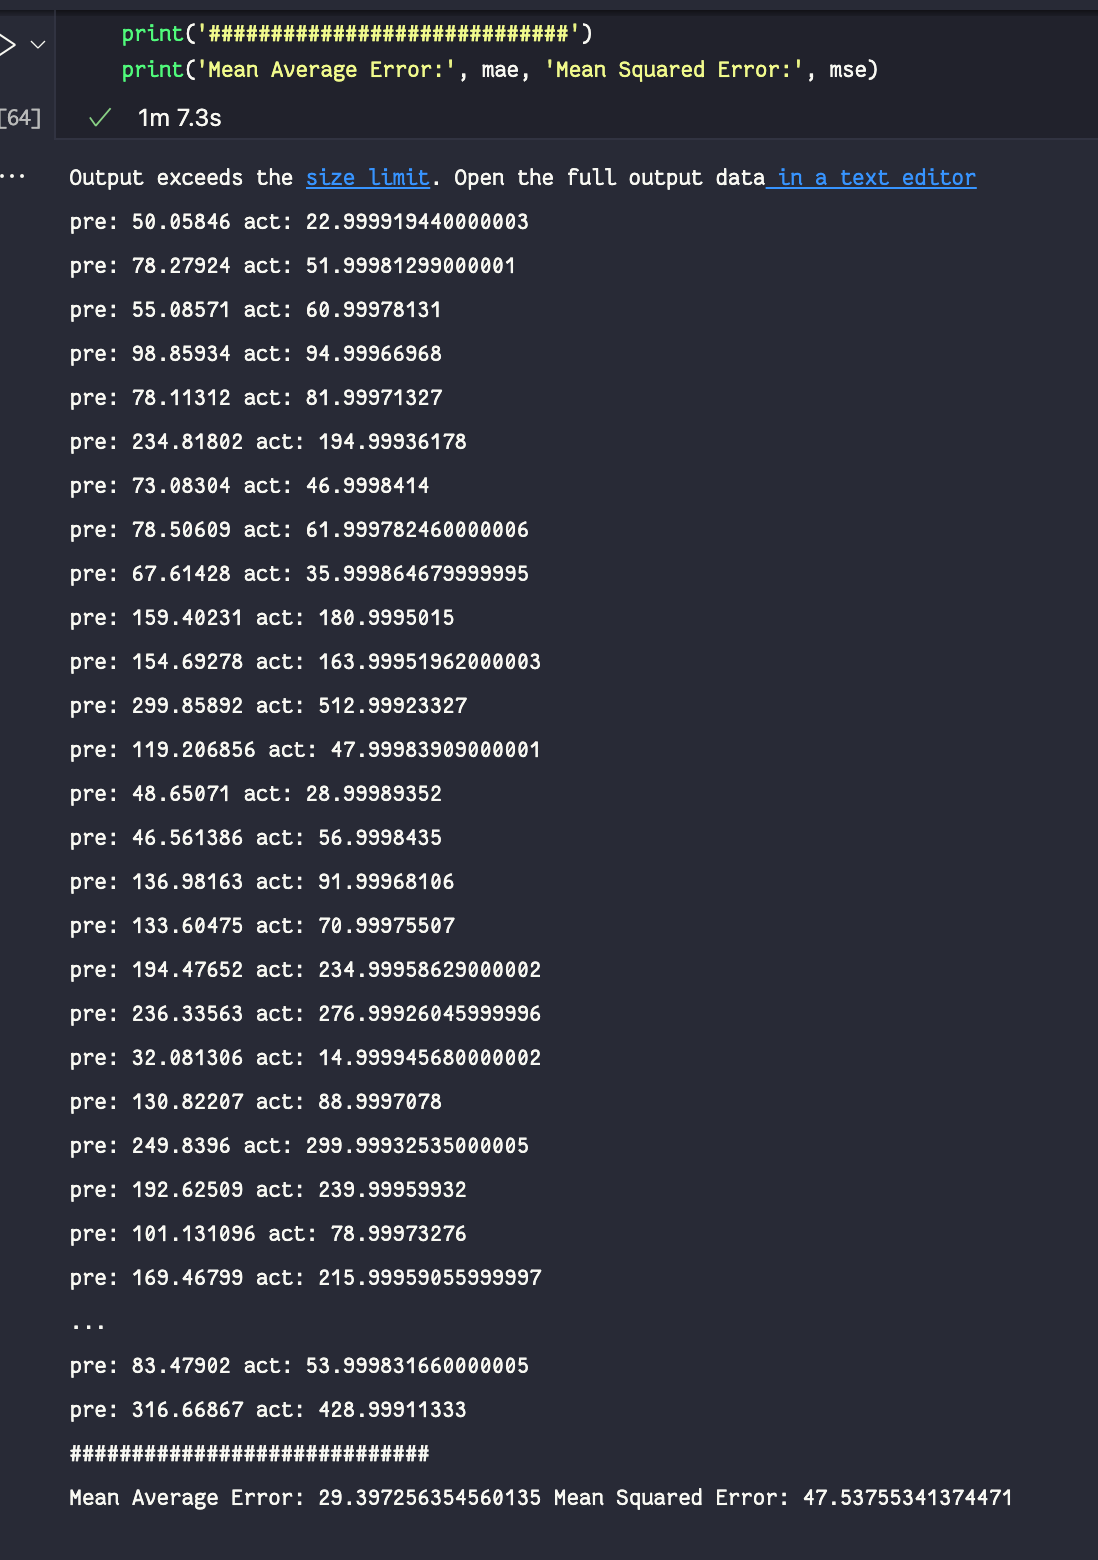 print('#############################')
print('Mean Average Error:', mae, 'Mean Squared Error:', mse)
[64]
1m 7.3s
Output exceeds the size limit. Open the full output data in a text editor
pre: 50.05846 act: 22.999919440000003
pre: 78.27924 act: 51.99981299000001
pre: 55.08571 act: 60.99978131
pre: 98.85934 act: 94.99966968
pre: 78.11312 act: 81.99971327
pre: 234.81802 act: 194.99936178
pre: 73.08304 act: 46.9998414
pre: 78.50609 act: 61.999782460000006
pre: 67.61428 act: 35.999864679999995
pre: 159.40231 act: 180.9995015
pre: 154.69278 act: 163.99951962000003
pre: 299.85892 act: 512.99923327
pre: 119.206856 act: 47.99983909000001
pre: 48.65071 act: 28.99989352
pre: 46.561386 act: 56.9998435
pre: 136.98163 act: 91.99968106
pre: 133.60475 act: 70.99975507
pre: 194.47652 act: 234.99958629000002
pre: 236.33563 act: 276.99926045999996
pre: 32.081306 act: 14.999945680000002
pre: 130.82207 act: 88.9997078
pre: 249.8396 act: 299.99932535000005
pre: 192.62509 act: 239.99959932
pre: 101.131096 act: 78.99973276
pre: 169.46799 act: 215.99959055999997
...
pre: 83.47902 act: 53.999831660000005
pre: 316.66867 act: 428.99911333
#############################
Mean Average Error: 29.397256354560135 Mean Squared Error: 47.53755341374471